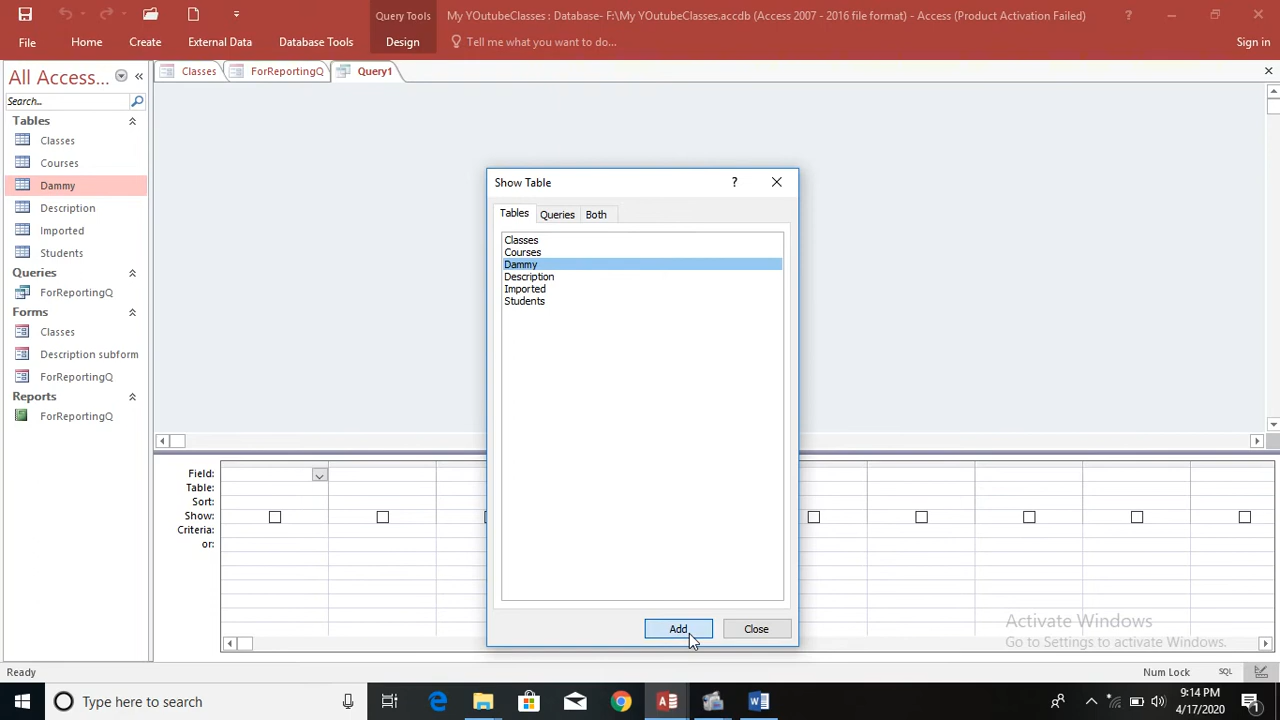 Query Tools
My YOutubeClasses : Database- F:\My YOutubeClasses.accdb (Access 2007 - 2016 file format) - Access (Product Activation Failed)
File
Home
Create
External Data
Database Tools
Design
Tell me what you want to do...
Sign in
All Access...
Classes
ForReportingQ
Query1
Search...
Tables
Classes
Courses
Dammy
Description
Imported
Students
Queries
ForReportingQ
Forms
Classes
Description subform
ForReportingQ
Reports
ForReportingQ
Show Table
?
Tables
Queries
Both
Classes
Courses
Dammy
Description
Imported
Students
Add
Close
Field:
Table:
Sort:
Show:
Criteria:
or:
Activate Windows
Go to Settings to activate Windows.
Ready
Num Lock
SQL
Type here to search
9:14 PM
4/17/2020